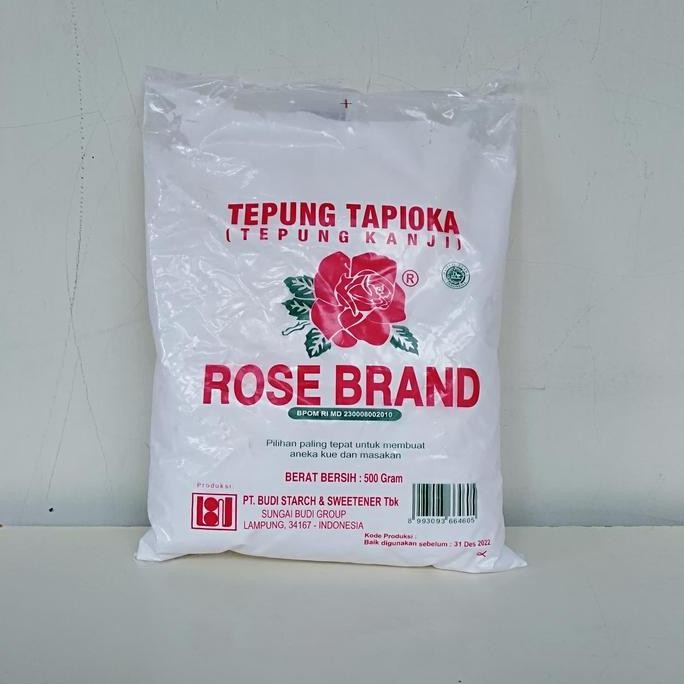 TEPUNG TAPIOKA
(TEPUNG KANJI)
®
ROSE BRAND
BPOM RI MD 230008002010
Pilihan paling tepat untuk membuat
aneka kue dan masakan
BERAT BERSIH : 500 Gram
Produksi:
PT. BUDI STARCH & SWEETENER Tbk
SUNGAI BUDI GROUP
LAMPUNG, 34167 - INDONESIA
8 993093 664605
Kode Produksi :
Baik digunakan sebelum : 31 Des 2022